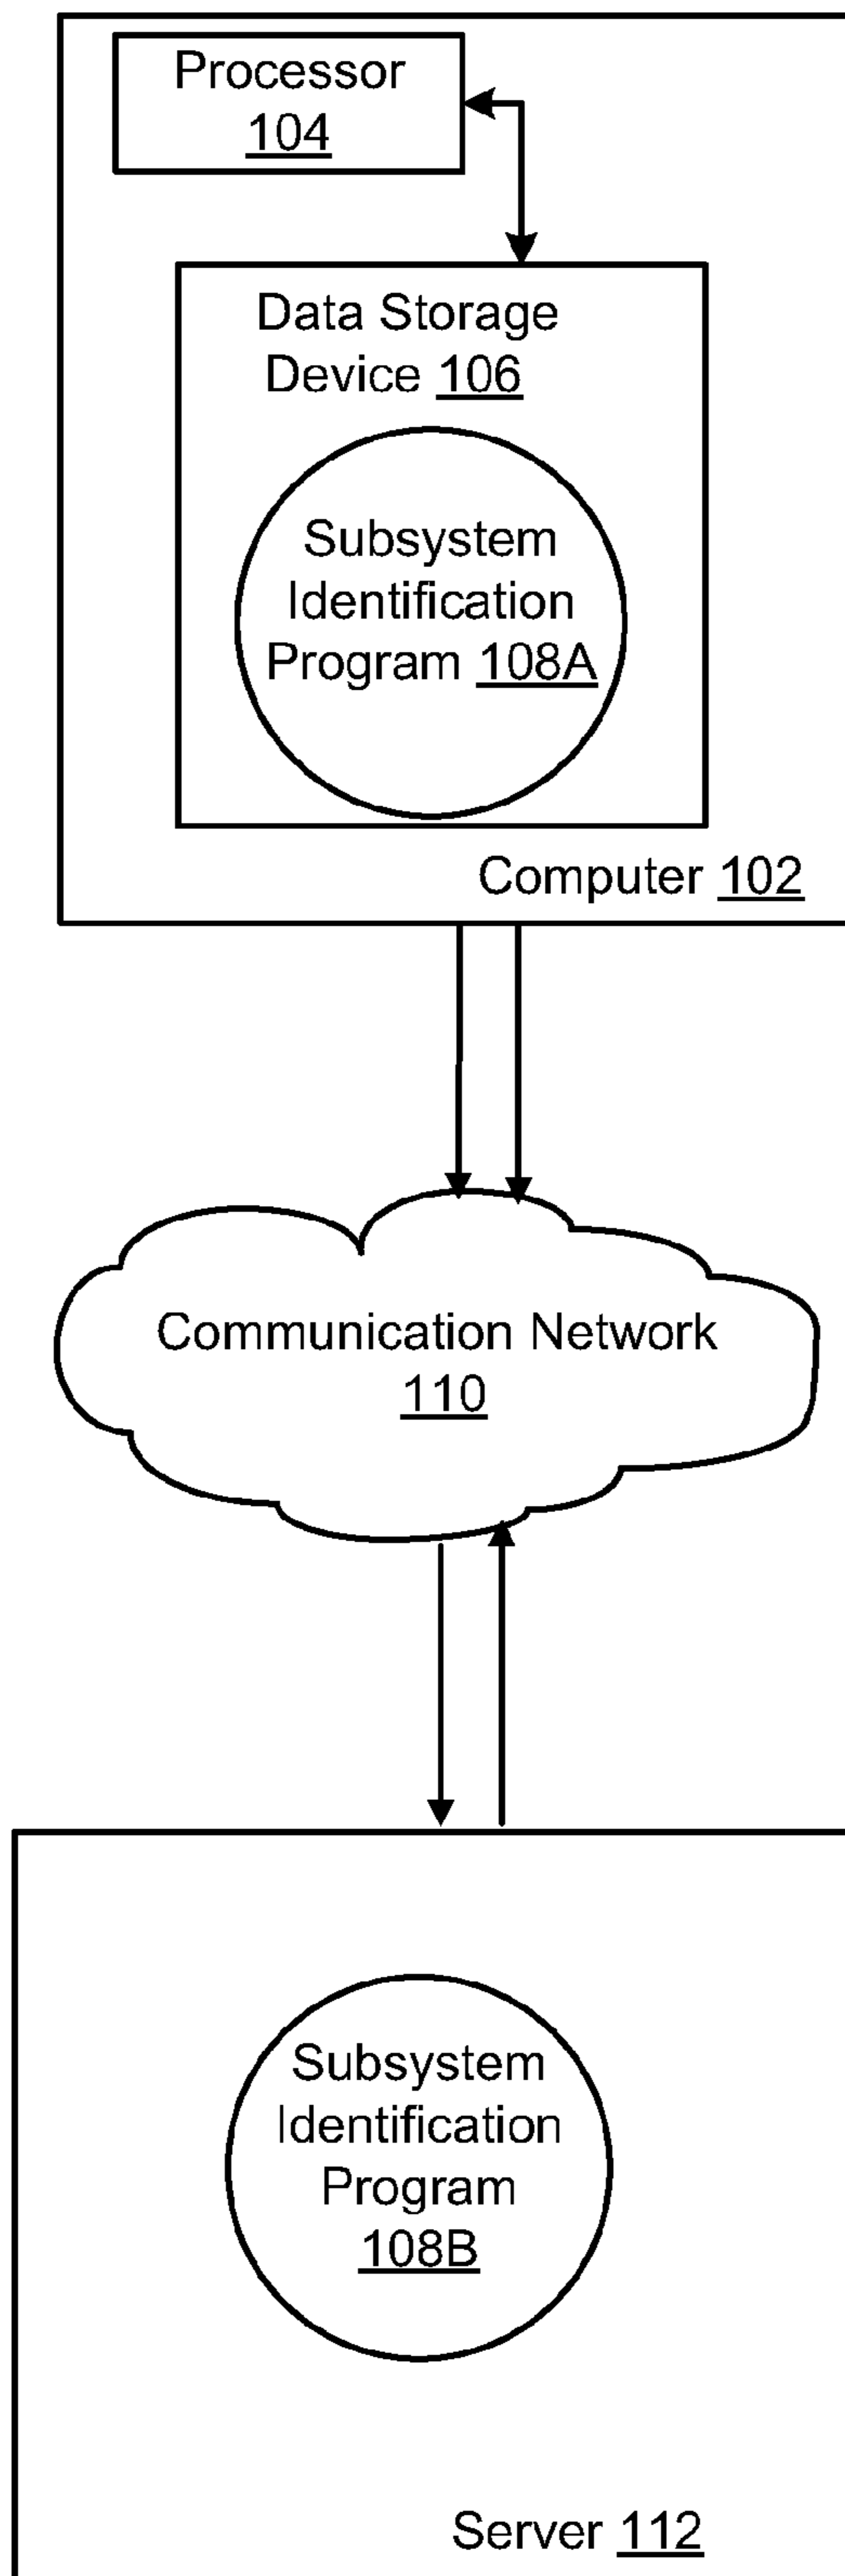 Processor
104
Data Storage
Device 106
Subsystem
Identification
Program 108A
Computer 102
Communication Network
110
Subsystem
Identification
Program
108B
Server 112